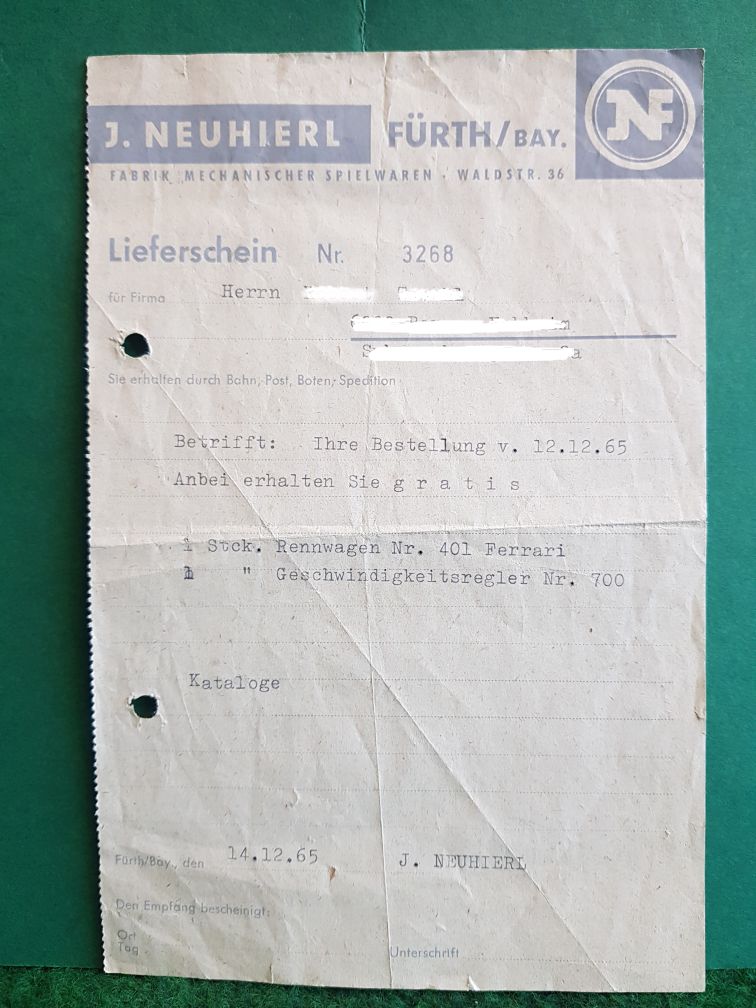 J. NEUHIERL FÜRTH/BAY. JNF
FABRIK MECHANISCHER SPIELWAREN · WALDSTR. 36
Lieferschein Nr. 3268
für Firma Herrn
Sie erhalten durch Bahn, Post, Boten, Spedition
Betrifft: Ihre Bestellung v. 12.12.65
Anbei erhalten Sie g r a t i s
1 Stck. Rennwagen Nr. 401 Ferrari
1 " Geschwindigkeitsregler Nr. 700
Kataloge
Fürth/Bay., den 14.12.65 J. NEUHIERL
Den Empfang bescheinigt:
Ort
Tag Unterschrift